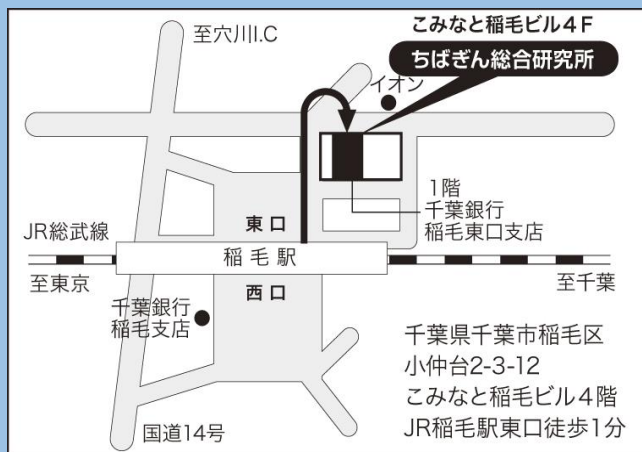 こみなと稲毛ビル4F
ちばぎん総合研究所
至穴川I.C
イオン
1階
千葉銀行
稲毛東口支店
東口
JR総武線
稲毛駅
至東京
至千葉
西口
千葉銀行
稲毛支店
国道14号
千葉県千葉市稲毛区
小仲台2-3-12
こみなと稲毛ビル4階
JR稲毛駅東口徒歩1分